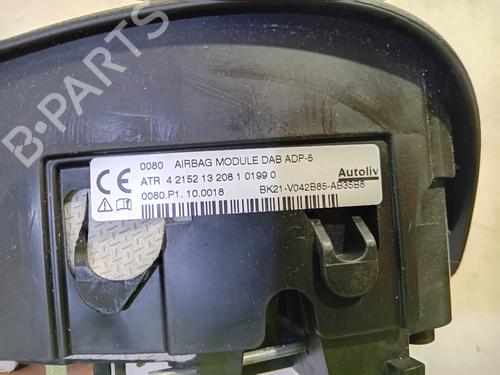 B-PARTS
0080 AIRBAG MODULE DAB ADP-5
CE ATR 4 2152 13 208 1 0199 0 Autoliv
0080.P1. 10.0018 BK21-V042B85-AB35B8